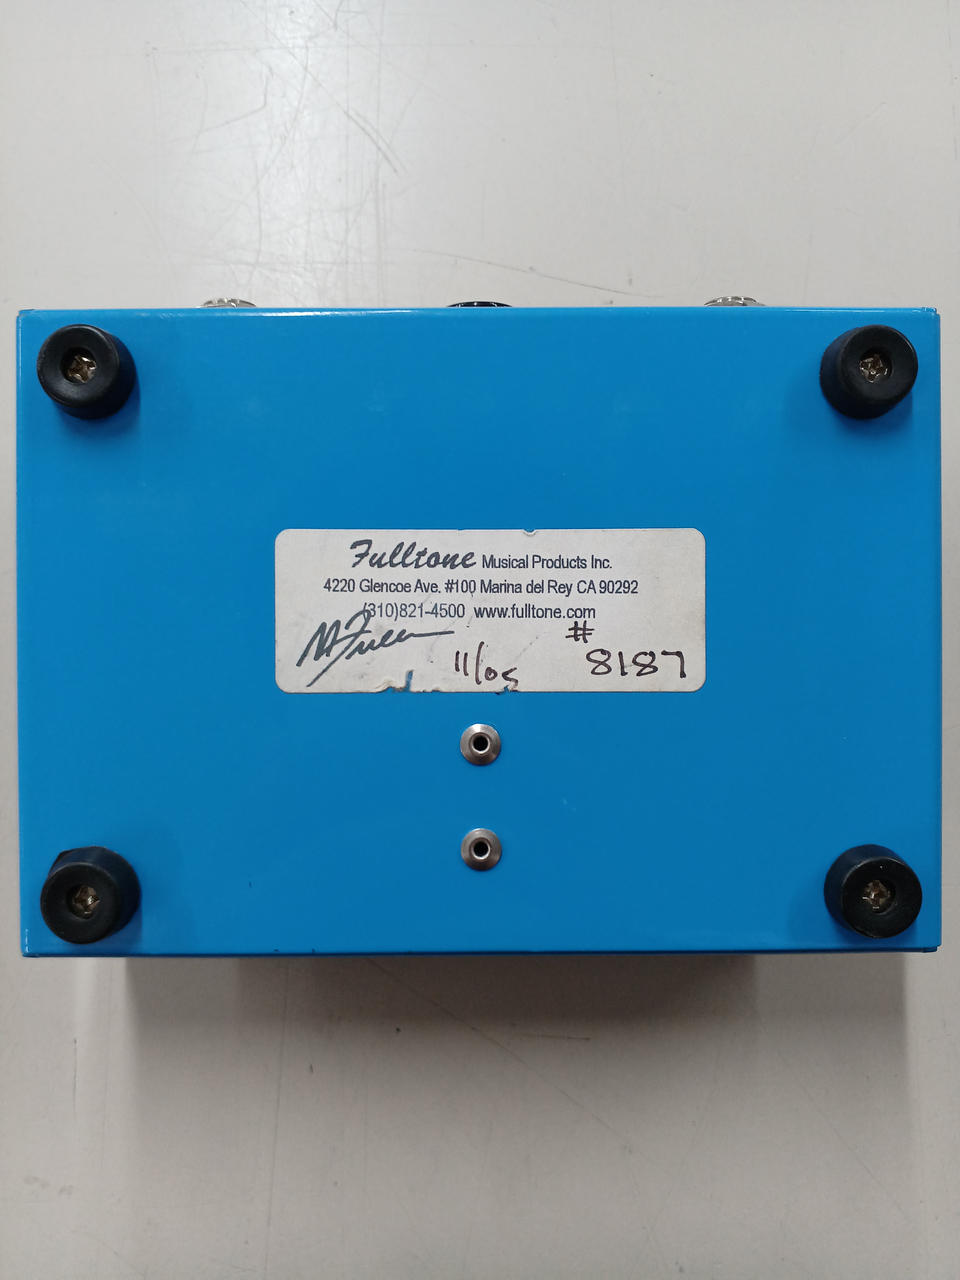 Fulltone Musical Products Inc.
4220 Glencoe Ave. #100 Marina del Rey CA 90292
(310)821-4500 www.fulltone.com
M Fuller
11/05
# 8187